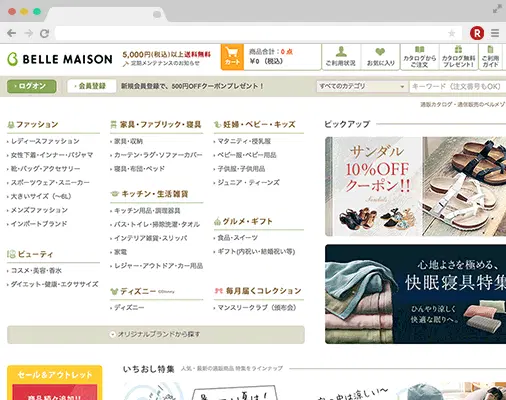 R
BELLE MAISON
5,000円(税込)以上送料無料
定期メンテナンスのお知らせ
カート
商品合計:0 点
¥0 (税込)
ご利用状況
お気に入り
カタログから
ご注文
カタログ無料
プレゼント!
ご利用
ガイド
ログオン
会員登録
新規会員登録で、500円OFFクーポンプレゼント!
すべてのカテゴリ
キーワード(注文番号もOK)
通販カタログ・通信販売のベルメゾ
ファッション
レディースファッション
女性下着・インナー・パジャマ
靴・バッグ・アクセサリー
スポーツウェア・スニーカー
大きいサイズ(~6L)
メンズファッション
インポートブランド
ビューティ
コスメ・美容・香水
ダイエット・健康・エクササイズ
家具・ファブリック・寝具
家具・収納
カーテン・ラグ・ソファーカバー
寝具・布団・ベッド
キッチン・生活雑貨
キッチン用品・調理器具
バス・トイレ・掃除洗濯・タオル
インテリア雑貨・スリッパ
家電
レジャー・アウトドア・カー用品
ディズニー
ディズニー
妊婦・ベビー・キッズ
マタニティ・授乳服
ベビー服・ベビー用品
子供服・子供用品
ジュニア・ティーンズ
グルメ・ギフト
食品・スイーツ
ギフト(内祝い・結婚祝い等)
毎月届くコレクション
マンスリークラブ(頒布会)
オリジナルブランドから探す
ピックアップ
サンダル
10%OFF
クーポン!!
Sandals
心地よさを極める、
快眠寝具特集
ひんやり涼しく
快適な眠りへ。
セール&アウトレット
商品続々追加!!
いちおし特集
人気・最新の通販商品 特集をラインナップ